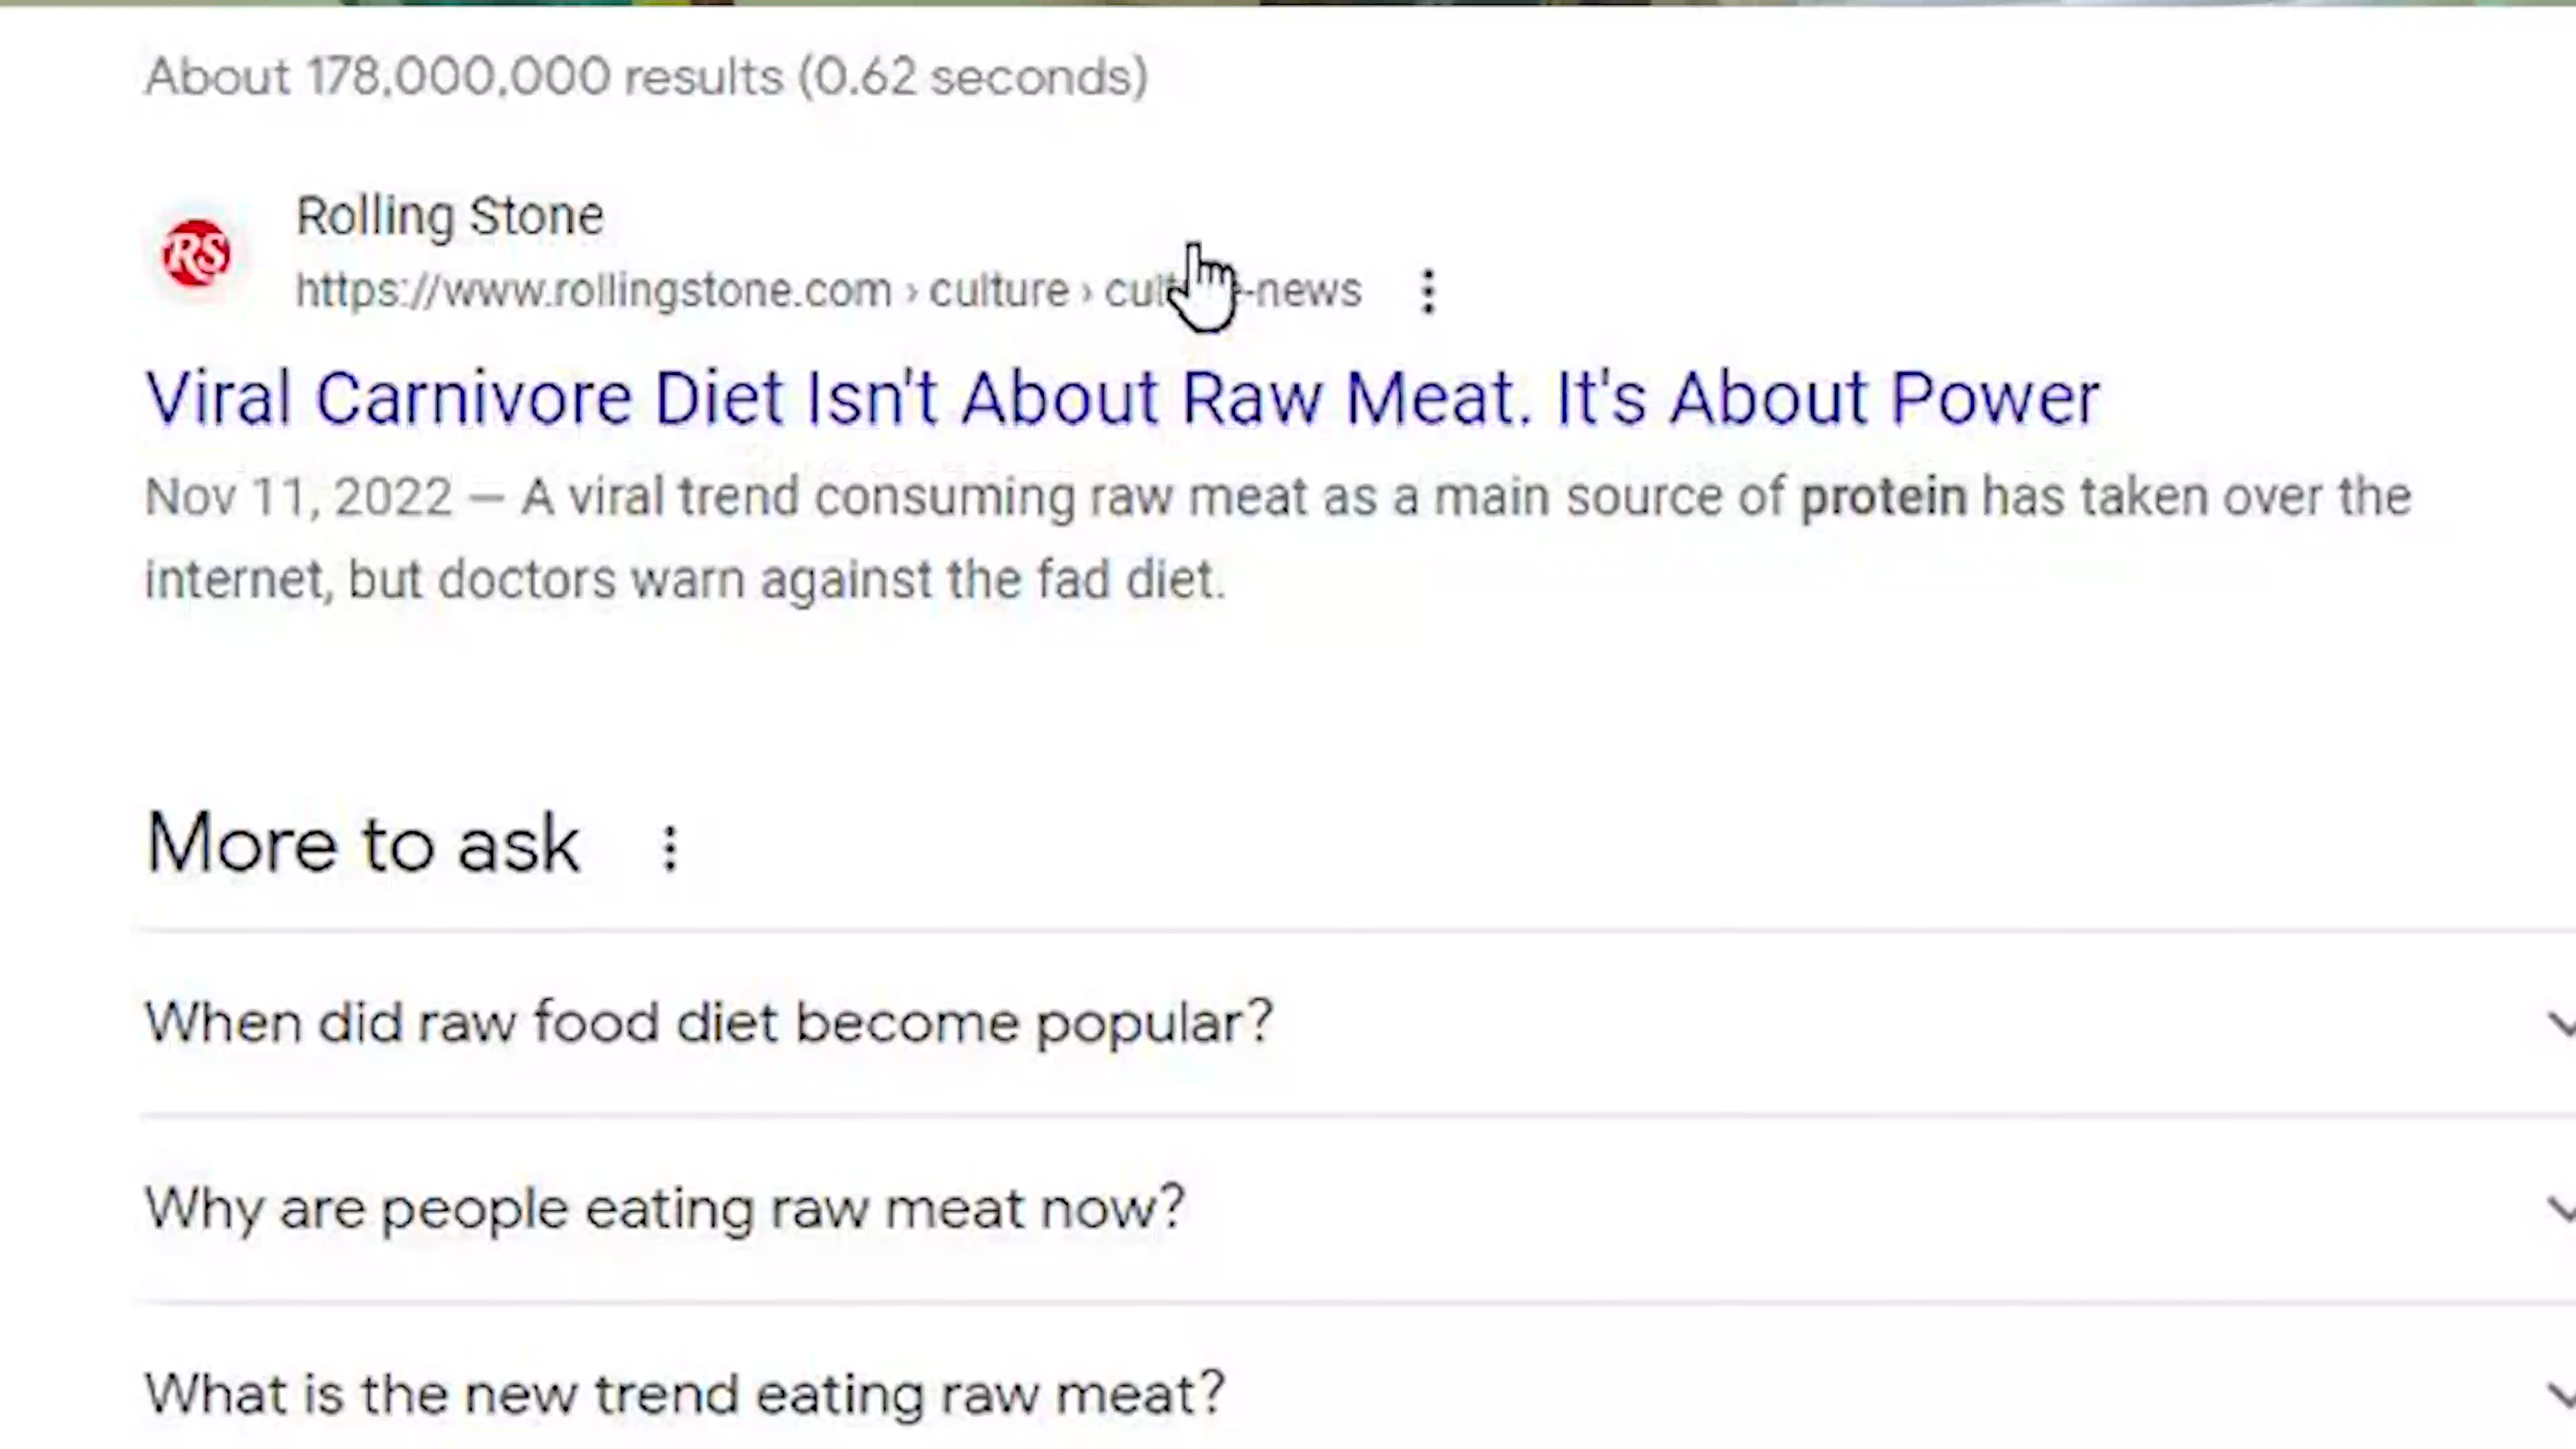 About 178,000,000 results (0.62 seconds)
RS
Rolling Stone
https://www.rollingstone.com › culture › cult -news
Viral Carnivore Diet Isn't About Raw Meat. It's About Power
Nov 11, 2022 — A viral trend consuming raw meat as a main source of protein has taken over the
internet, but doctors warn against the fad diet.
More to ask
When did raw food diet become popular?
Why are people eating raw meat now?
What is the new trend eating raw meat?